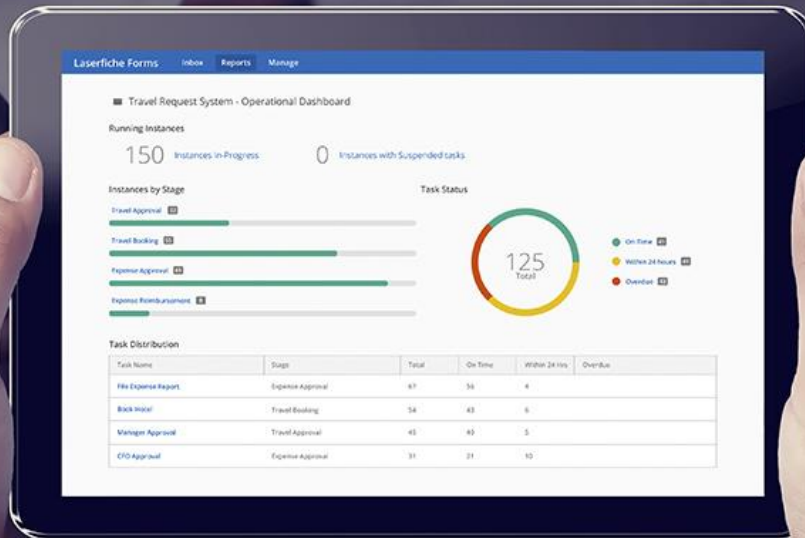 Laserfiche Forms Inbox Reports Manage
Travel Request System - Operational Dashboard
Running Instances
150 Instances In-Progress 0 Instances with Suspended tasks
Instances by Stage Task Status
Travel Approval
Travel Booking
Expense Approval
Expense Reimbursement
125
Total
On Time
Within 24 hours
Overdue
Task Distribution
Task Name Stage Total On Time Within 24 Hrs Overdue
File Expense Report Expense Approval 67 56 4
Book Hotel Travel Booking 54 43 6
Manager Approval Travel Approval 45 40 5
CFO Approval Expense Approval 31 21 10